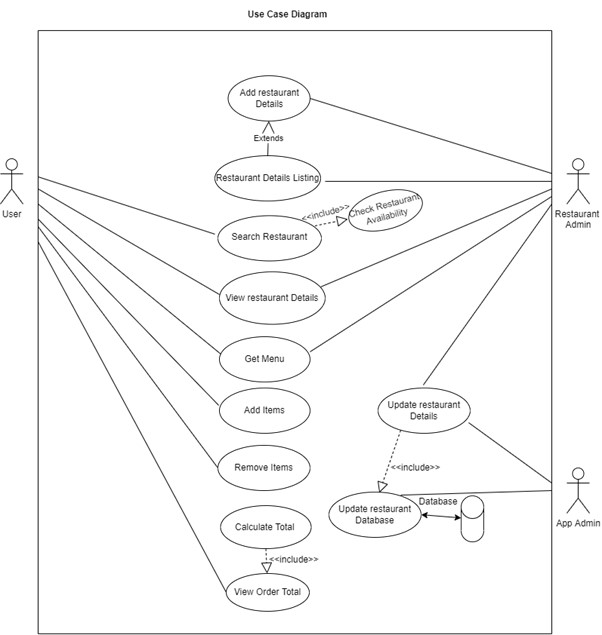 Use Case Diagram
Add restaurant
Details
Extends
Restaurant Details Listing
<<include>>
Check Restaurant
Availability
User
Restaurant
Admin
Search Restaurant
View restaurant Details
Get Menu
Add Items
Update restaurant
Details
Remove Items
<<include>>
Update restaurant
Database
Database
App Admin
Calculate Total
<<include>>
View Order Total